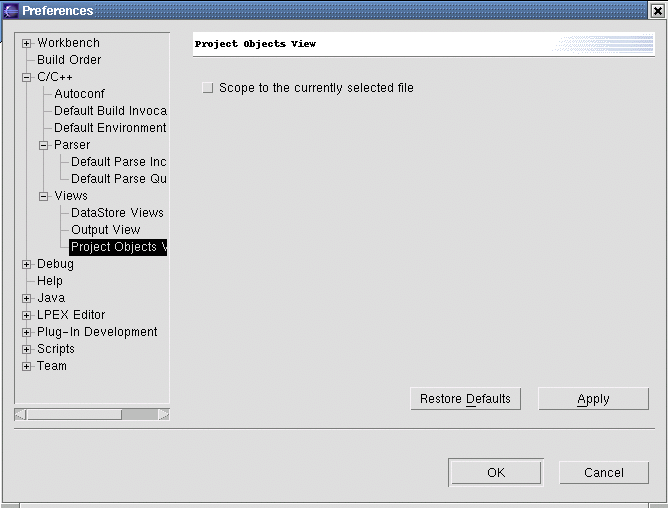 Preferences
Workbench
Build Order
C/C++
Autoconf
Default Build Invoca
Default Environment
Parser
Default Parse Inc
Default Parse Qu
Views
DataStore Views
Output View
Project Objects V
Debug
Help
Java
LPEX Editor
Plug-In Development
Scripts
Team
Project Objects View
Scope to the currently selected file
Restore Defaults
Apply
OK
Cancel